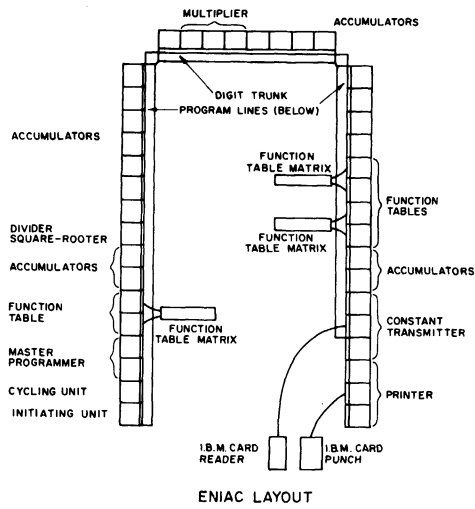 MULTIPLIER
ACCUMULATORS
DIGIT TRUNK
PROGRAM LINES (BELOW)
ACCUMULATORS
FUNCTION
TABLE MATRIX
FUNCTION
TABLES
FUNCTION
TABLE MATRIX
DIVIDER
SQUARE-ROOTER
ACCUMULATORS
ACCUMULATORS
FUNCTION
TABLE
FUNCTION
TABLE MATRIX
CONSTANT
TRANSMITTER
MASTER
PROGRAMMER
CYCLING UNIT
PRINTER
INITIATING UNIT
I.B.M. CARD
READER
I.B.M. CARD
PUNCH
ENIAC LAYOUT